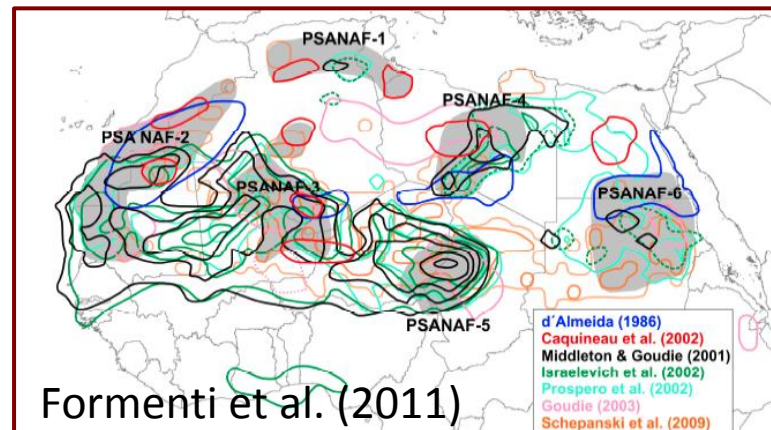 PSANAF-1
PSANAF-4
PSA NAF-2
PSANAF-3
PSANAF-6
PSANAF-5
d´Almeida (1986)
Caquineau et al. (2002)
Middleton & Goudie (2001)
Israelevich et al. (2002)
Prospero et al. (2002)
Goudie (2003)
Schepanski et al. (2009)
Formenti et al. (2011)